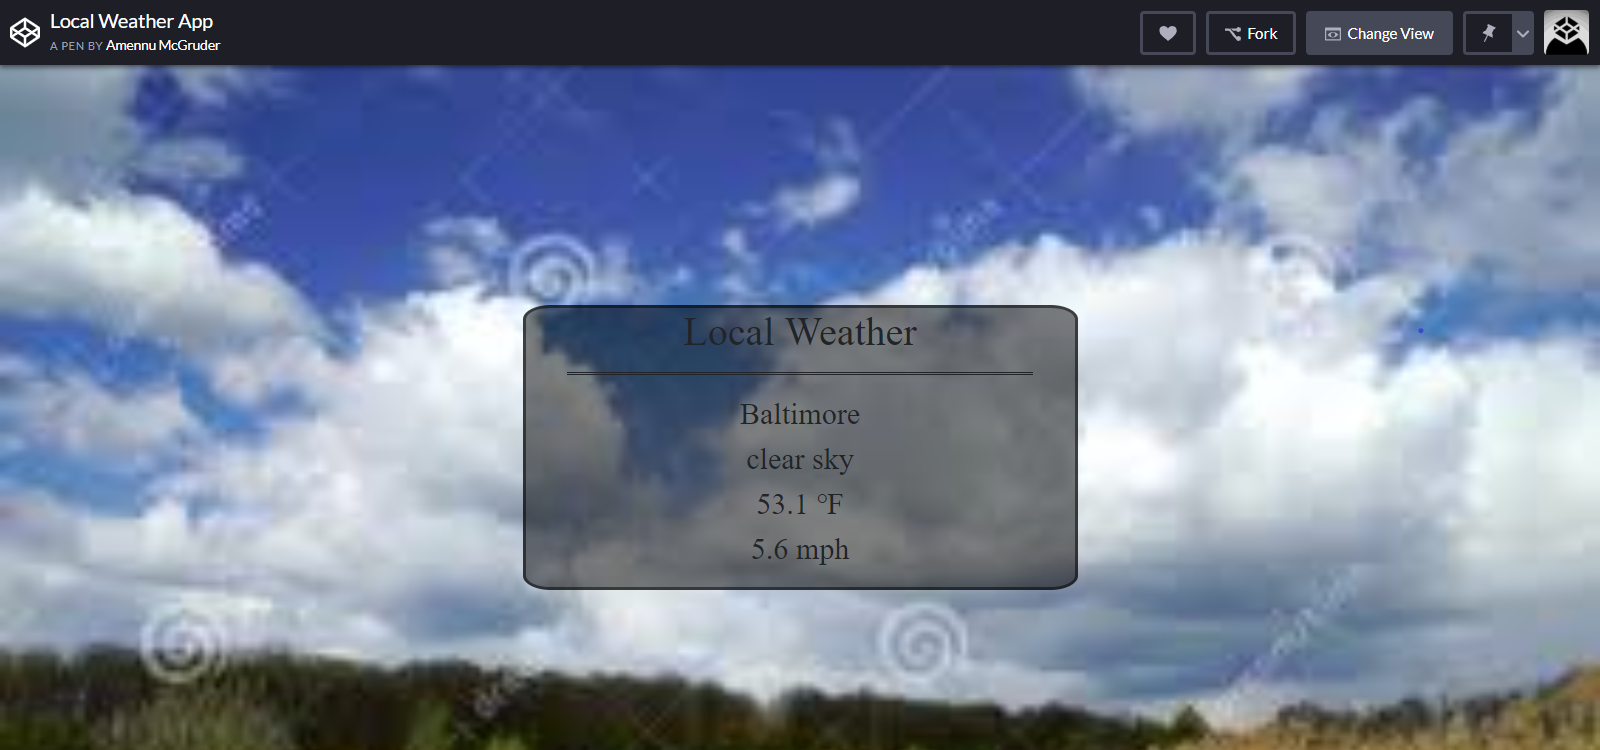 Local Weather App
A PEN BY Amennu McGruder
Fork
Change View
Local Weather
Baltimore
clear sky
53.1 °F
5.6 mph